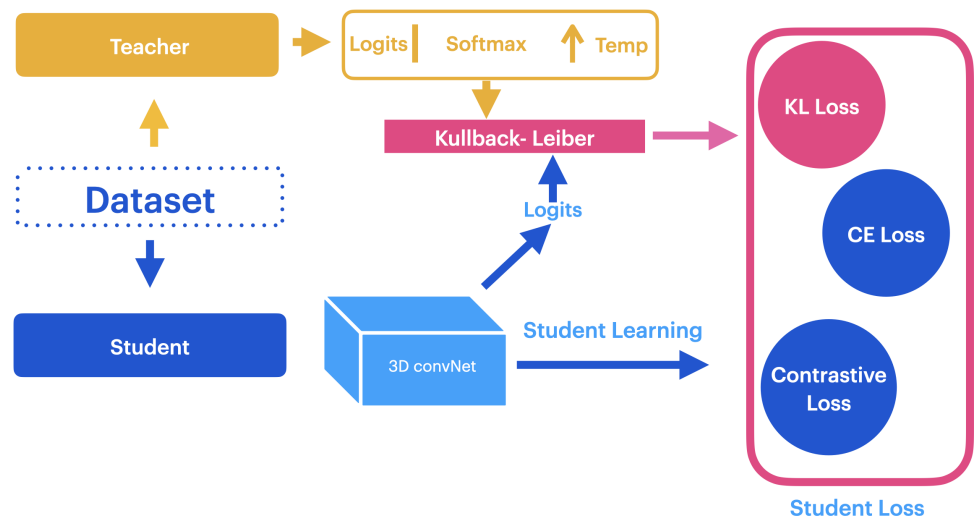 Teacher
Logits Softmax Temp
Kullback- Leiber
KL Loss
Dataset
Logits
CE Loss
Student
Student Learning
3D convNet
Contrastive
Loss
Student Loss